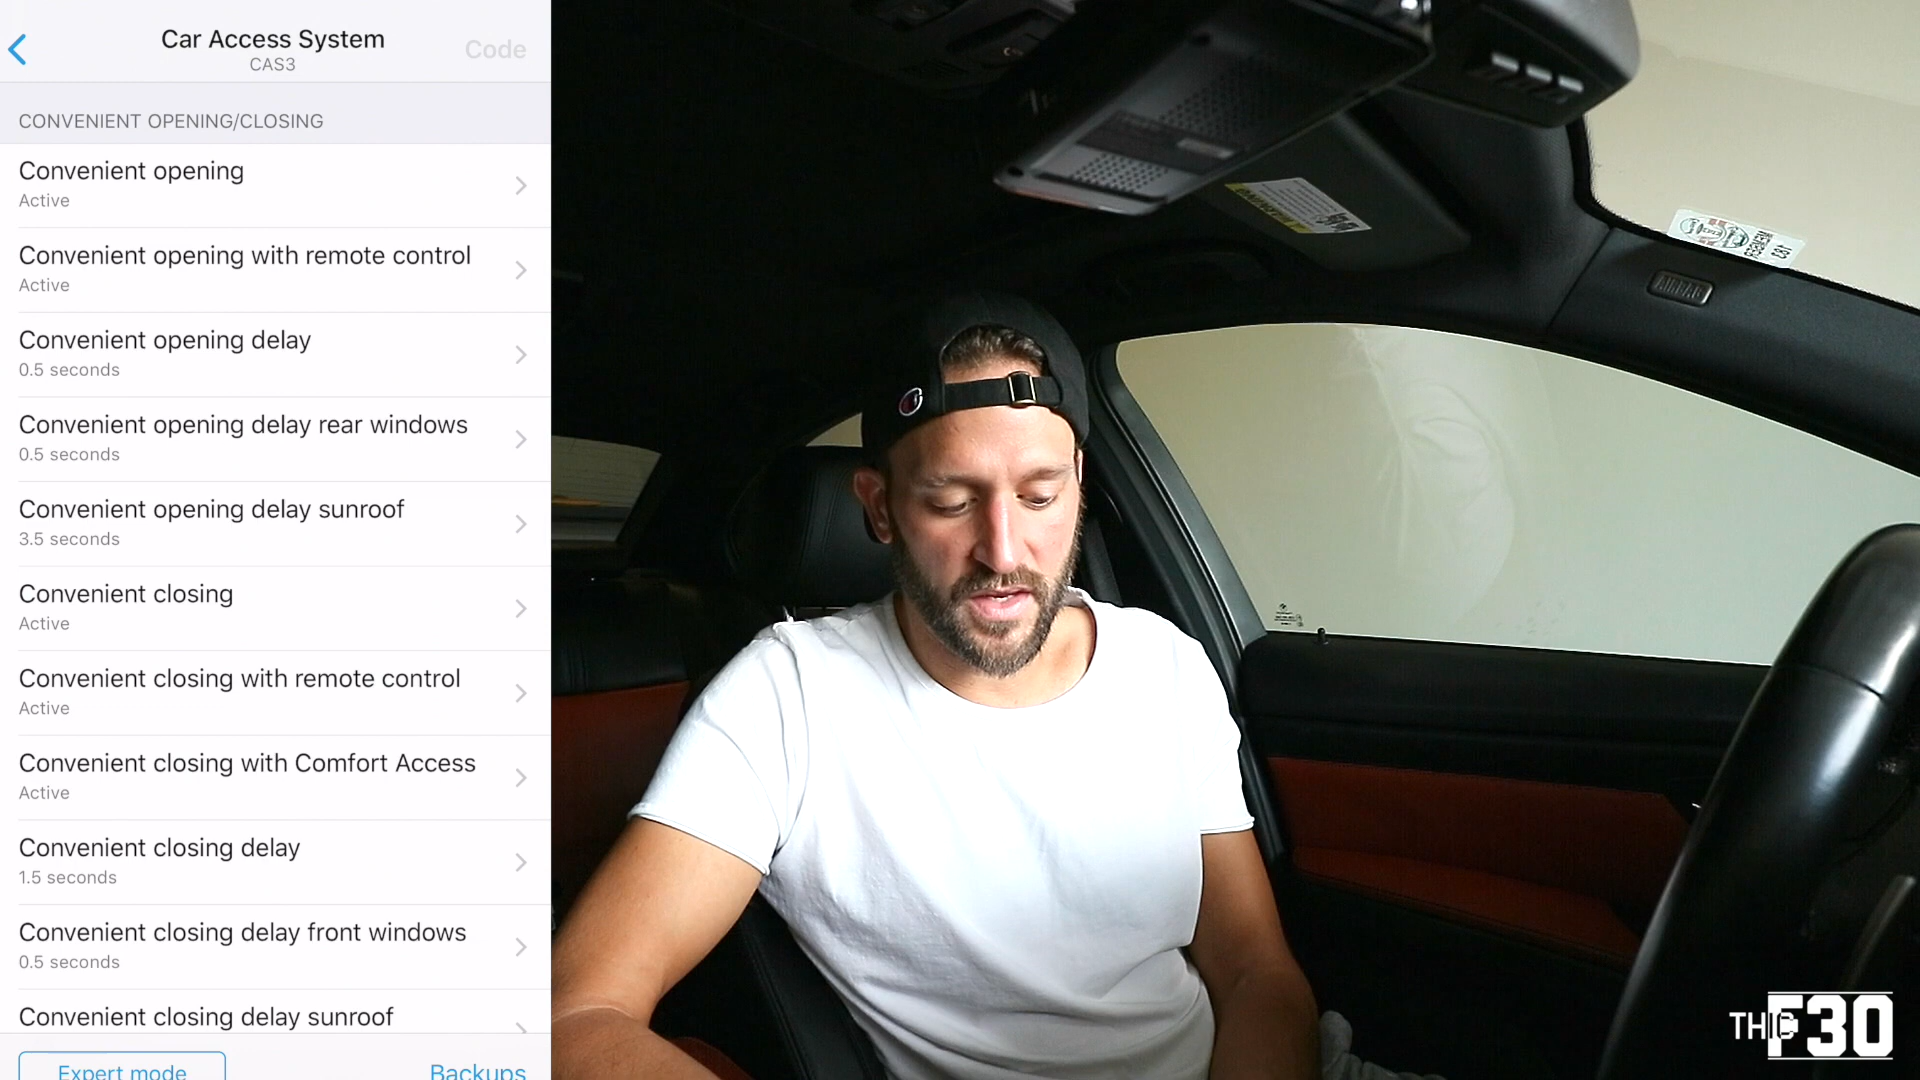 Car Access System
Code
CAS3
CONVENIENT OPENING/CLOSING
Convenient opening
Active
Convenient opening with remote control
Active
Convenient opening delay
0.5 seconds
Convenient opening delay rear windows
0.5 seconds
Convenient opening delay sunroof
3.5 seconds
Convenient closing
Active
Convenient closing with remote control
Active
Convenient closing with Comfort Access
Active
Convenient closing delay
1.5 seconds
Convenient closing delay front windows
0.5 seconds
Convenient closing delay sunroof
Expert mode
Backups
AIRBAG
MEMBER
F30